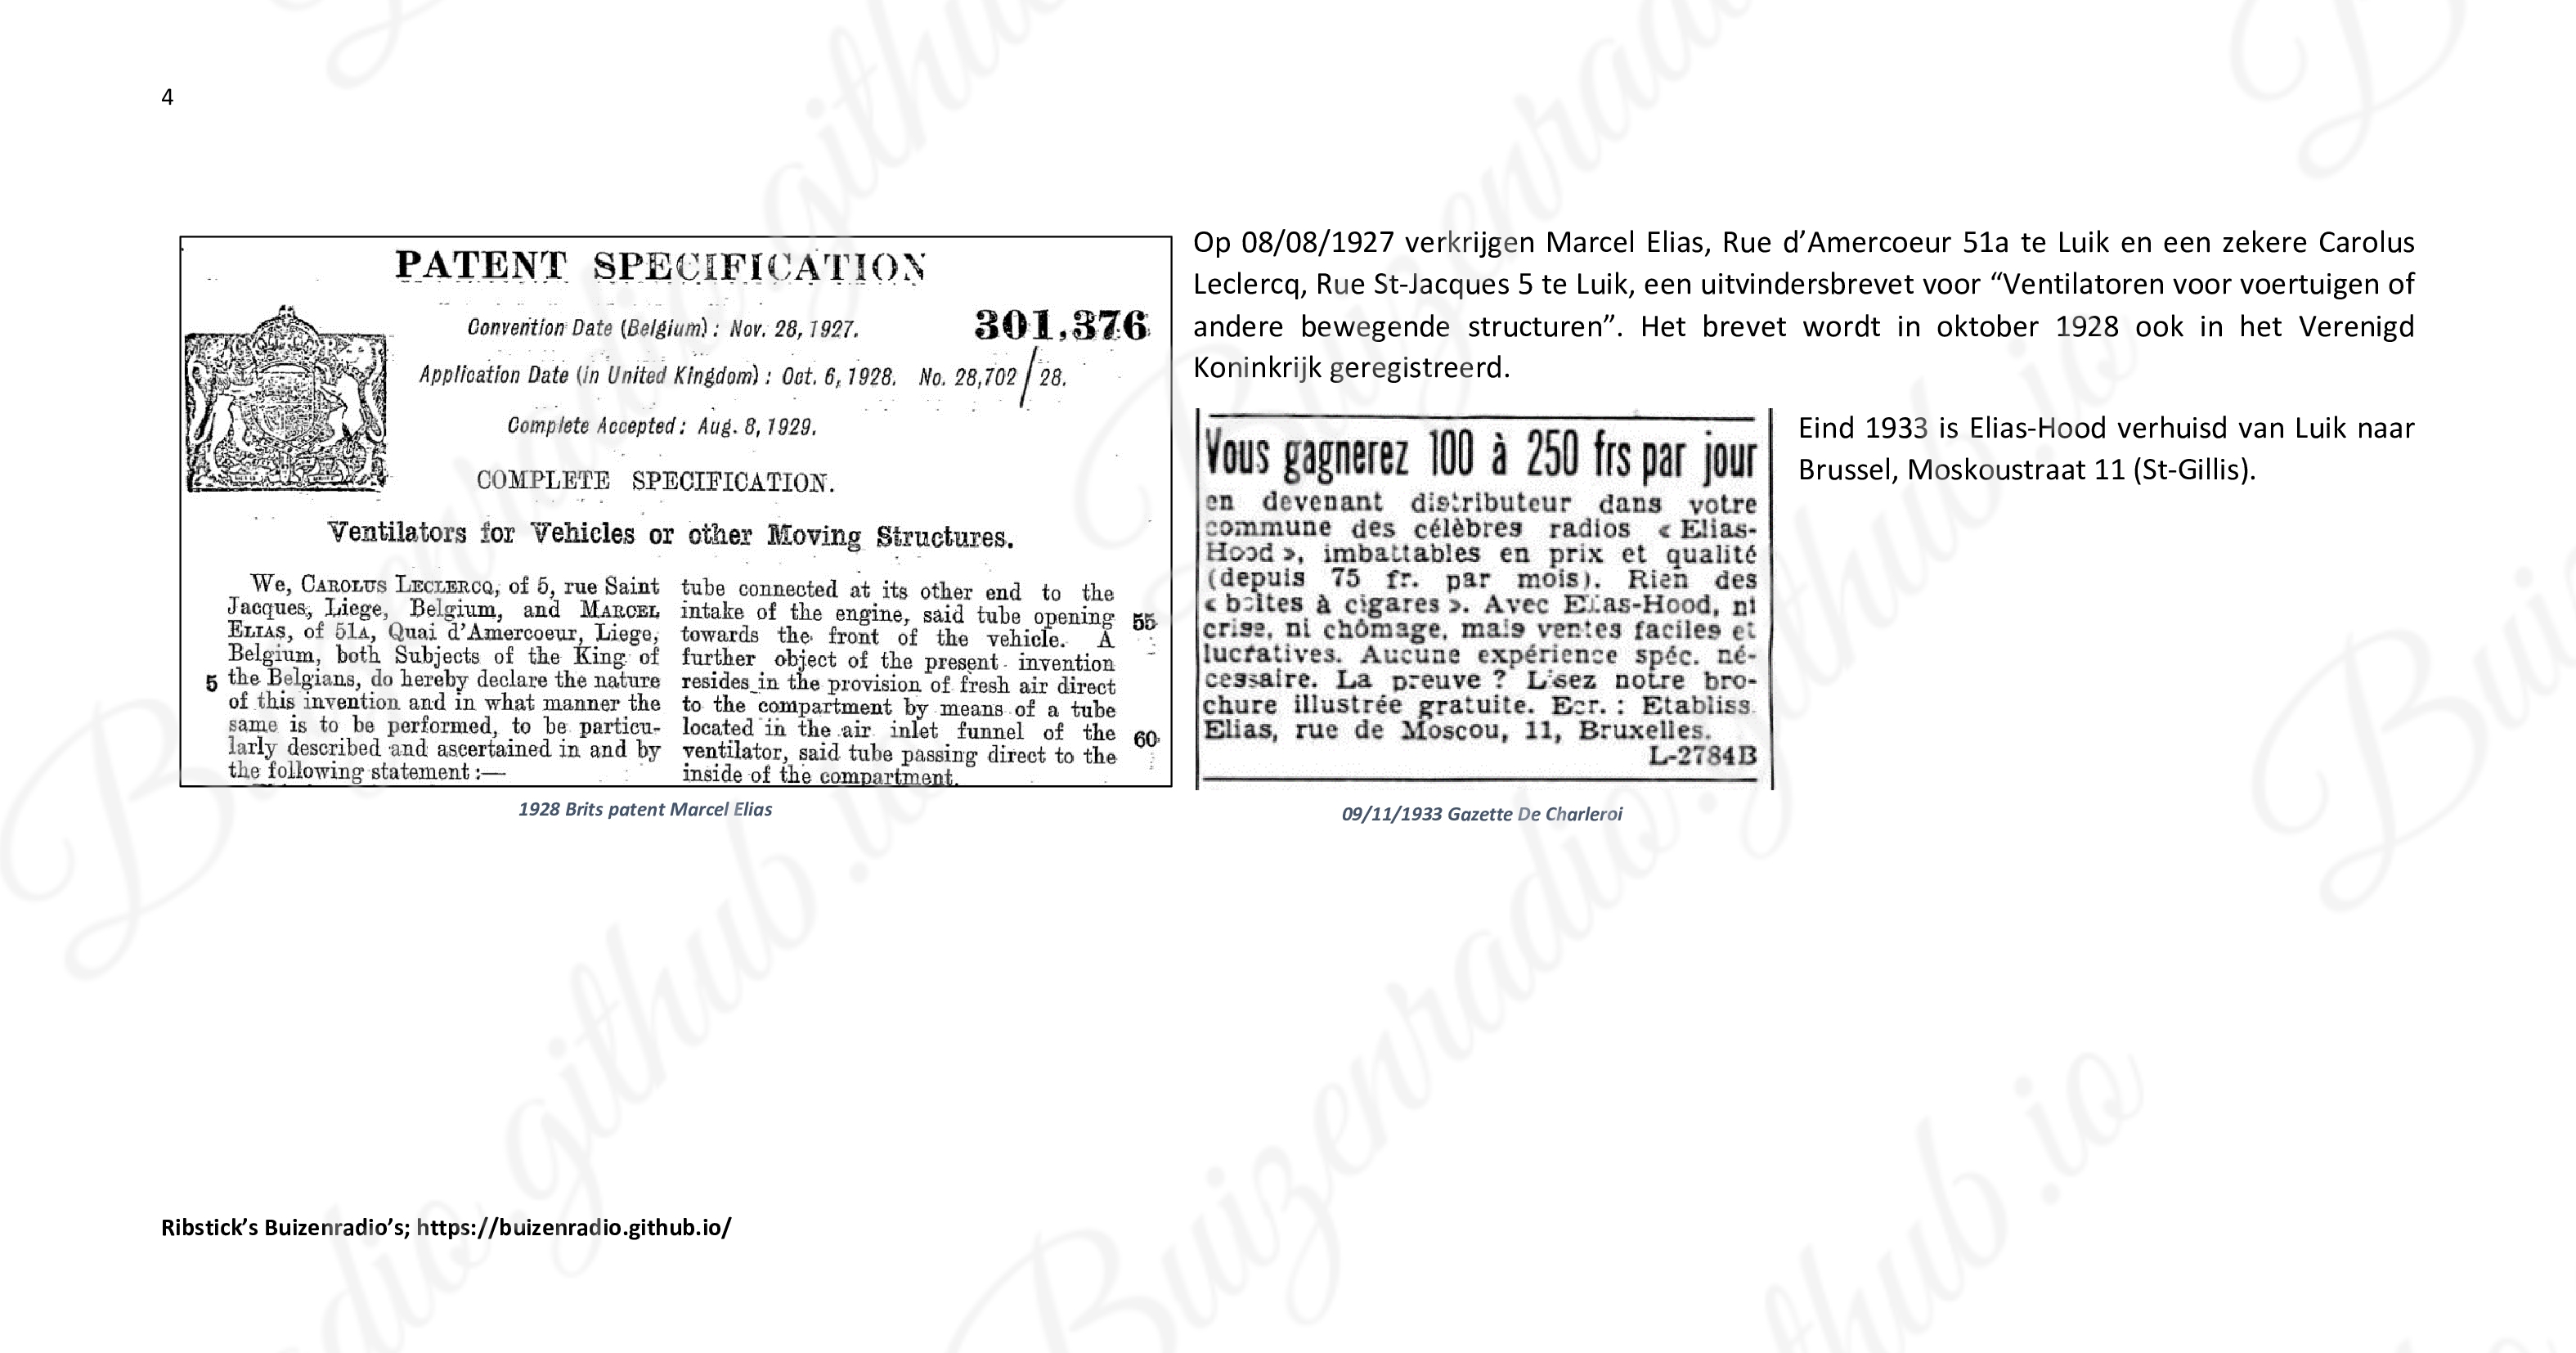 4
PATENT SPECIFICATION
Convention Date (Belgium): Nov. 28, 1927.
301,376
Application Date (in United Kingdom): Oct. 6, 1928. No. 28,702/28.
Complete Accepted: Aug. 8, 1929.
COMPLETE SPECIFICATION.
Ventilators for Vehicles or other Moving Structures.
We, CAROLUS LECLERCQ, of 5, rue Saint
Jacques, Liege, Belgium, and MARCEL
ELIAS, of 51A, Quai d'Amercoeur, Liege,
Belgium, both Subjects of the King of
5 the Belgians, do hereby declare the nature
of this invention and in what manner the
same is to be performed, to be particu-
larly described and ascertained in and by
the following statement:—
tube connected at its other end to the
intake of the engine, said tube opening 55
towards the front of the vehicle. A
further object of the present invention
resides in the provision of fresh air direct
to the compartment by means of a tube
located in the air inlet funnel of the 60
ventilator, said tube passing direct to the
inside of the compartment.
1928 Brits patent Marcel Elias
Op 08/08/1927 verkrijgen Marcel Elias, Rue d’Amercoeur 51a te Luik en een zekere Carolus
Leclercq, Rue St-Jacques 5 te Luik, een uitvindersbrevet voor “Ventilatoren voor voertuigen of
andere bewegende structuren”. Het brevet wordt in oktober 1928 ook in het Verenigd
Koninkrijk geregistreerd.
Vous gagnerez 100 à 250 frs par jour
en devenant distributeur dans votre
commune des célèbres radios « Elias-
Hood », imbattables en prix et qualité
(depuis 75 fr. par mois). Rien des
« boîtes à cigares ». Avec Elias-Hood, ni
crise, ni chômage, mais ventes faciles et
lucratives. Aucune expérience spéc. né-
cessaire. La preuve ? Lisez notre bro-
chure illustrée gratuite. Ecr. : Etabliss.
Elias, rue de Moscou, 11, Bruxelles.
L-2784B
09/11/1933 Gazette De Charleroi
Eind 1933 is Elias-Hood verhuisd van Luik naar
Brussel, Moskoustraat 11 (St-Gillis).
Ribstick’s Buizenradio’s; https://buizenradio.github.io/
Buizenradio.github.io